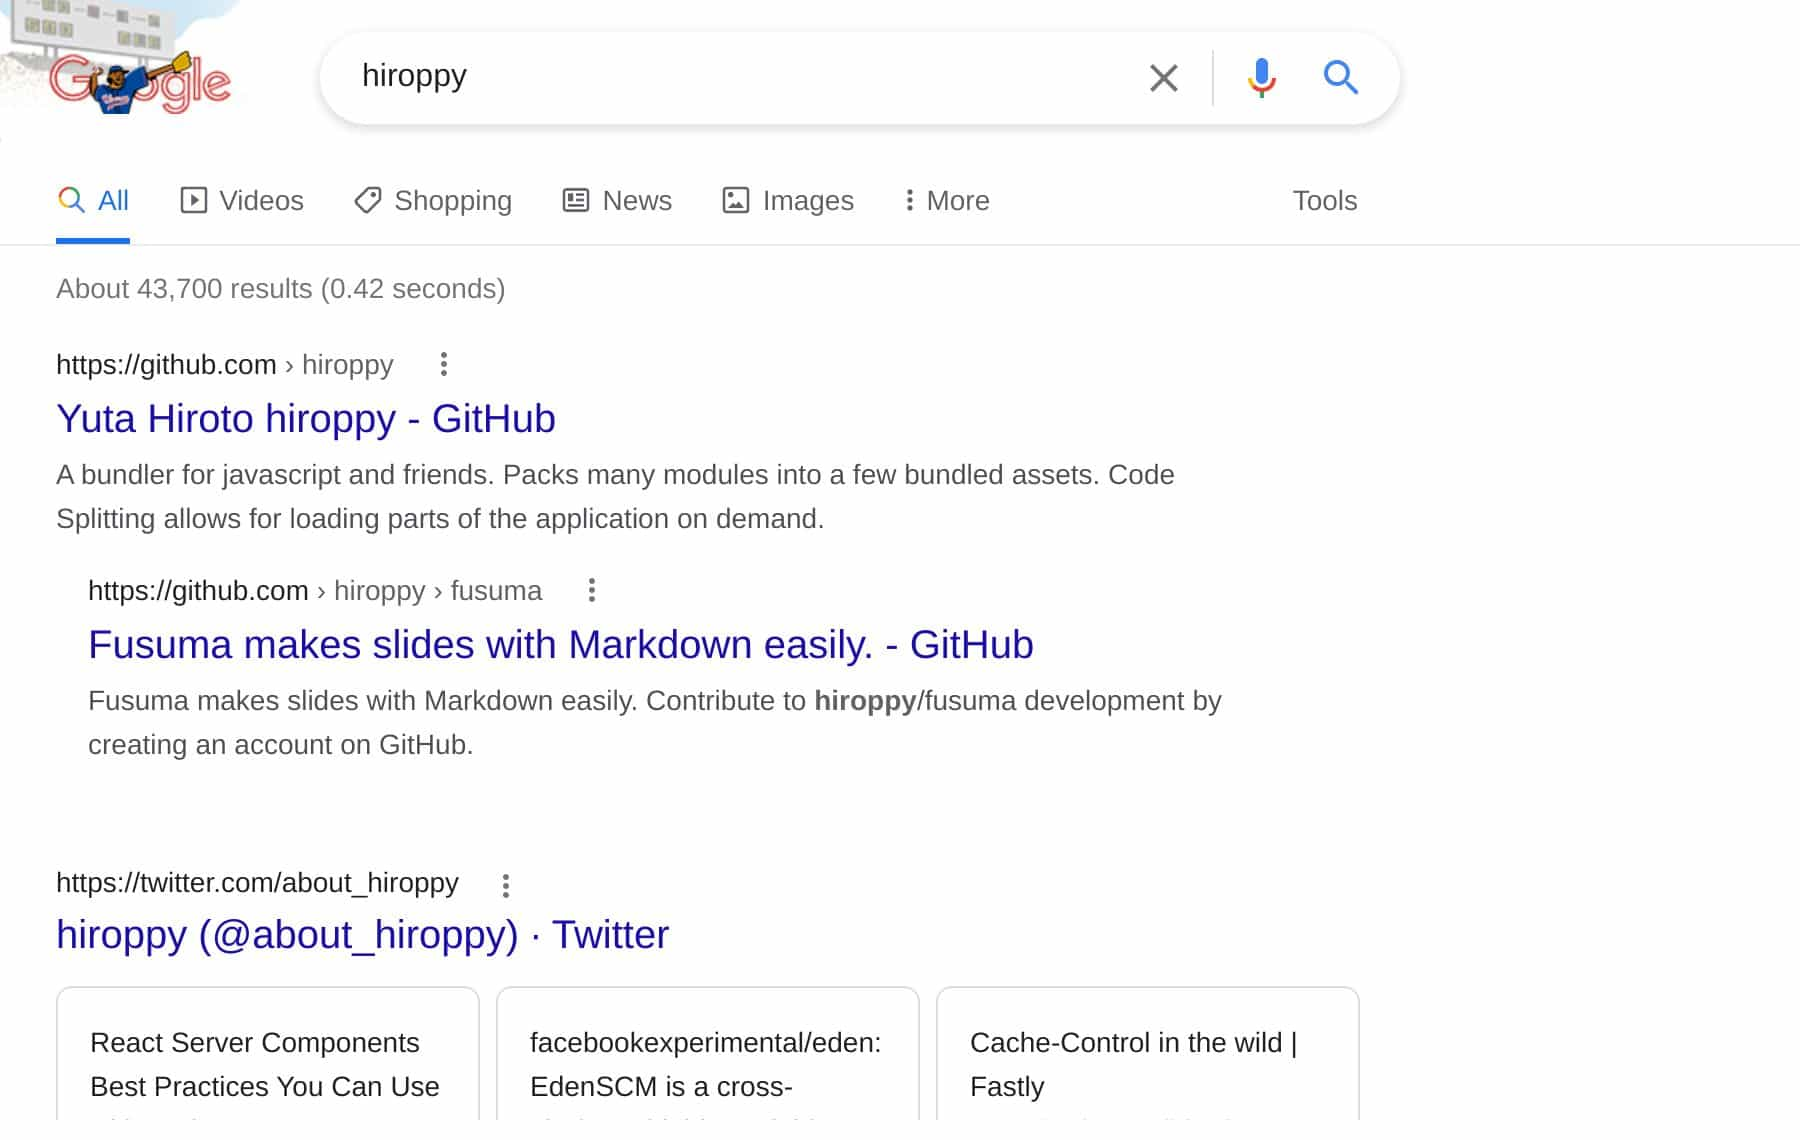 Google
hiroppy
All
Videos
Shopping
News
Images
More
Tools
About 43,700 results (0.42 seconds)
https://github.com › hiroppy
Yuta Hiroto hiroppy - GitHub
A bundler for javascript and friends. Packs many modules into a few bundled assets. Code
Splitting allows for loading parts of the application on demand.
https://github.com › hiroppy › fusuma
Fusuma makes slides with Markdown easily. - GitHub
Fusuma makes slides with Markdown easily. Contribute to hiroppy/fusuma development by
creating an account on GitHub.
https://twitter.com/about_hiroppy
hiroppy (@about_hiroppy) · Twitter
React Server Components
Best Practices You Can Use
facebookexperimental/eden:
EdenSCM is a cross-
Cache-Control in the wild |
Fastly